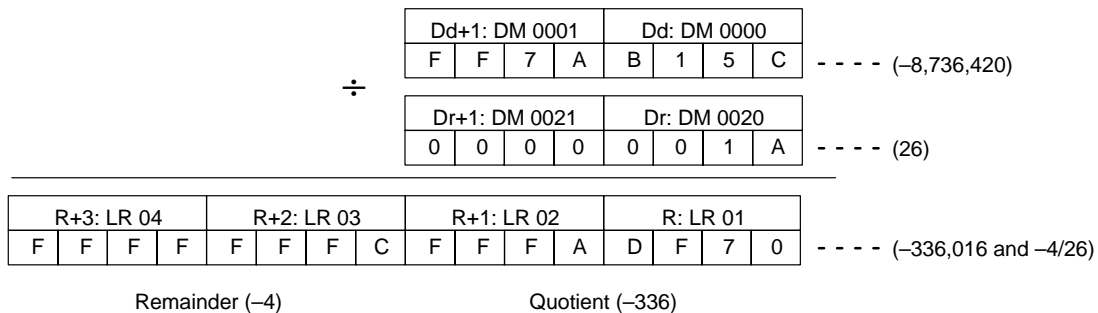 Dd+1: DM 0001 Dd: DM 0000
F F 7 A B 1 5 C - - - - (–8,736,420)
÷
Dr+1: DM 0021 Dr: DM 0020
0 0 0 0 0 0 1 A - - - - (26)
R+3: LR 04 R+2: LR 03 R+1: LR 02 R: LR 01
F F F F F F F C F F F A D F 7 0 - - - - (–336,016 and –4/26)
Remainder (–4) Quotient (–336)